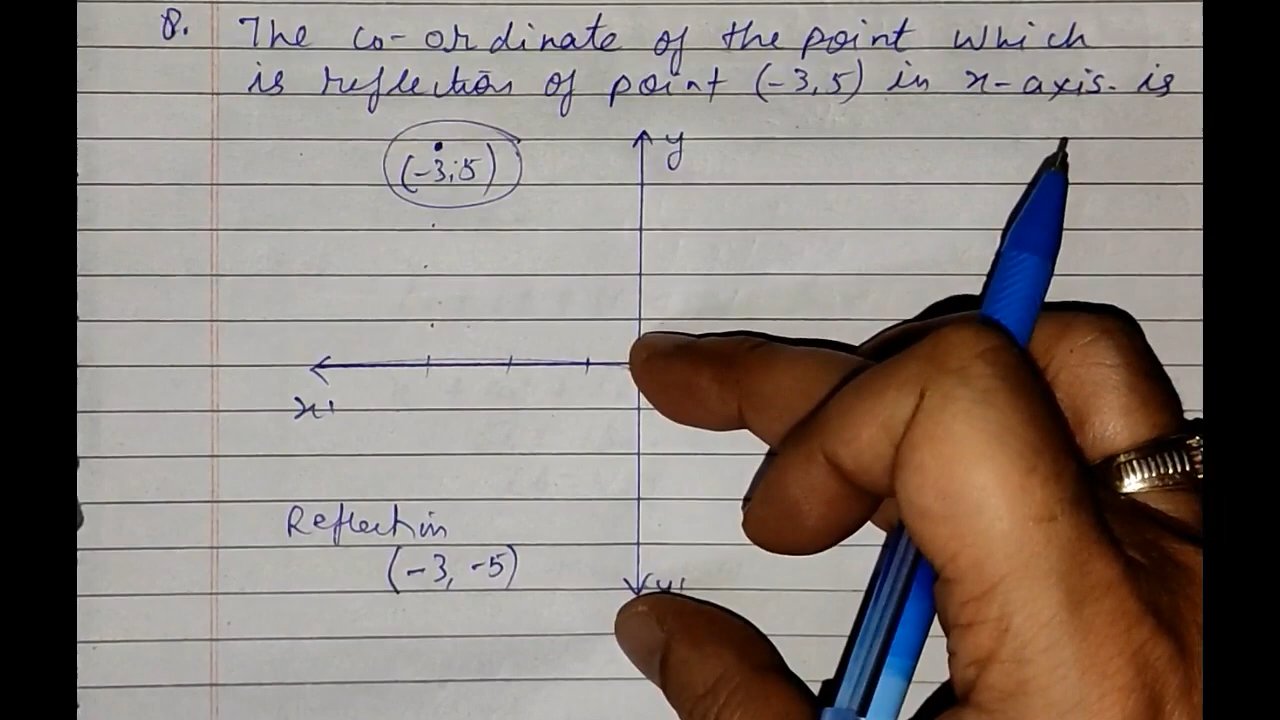 8. The co-ordinate of the point which
is reflection of point (-3,5) in x-axis. is
y
(-3,5)
x'
Reflection
(-3, -5)
y'